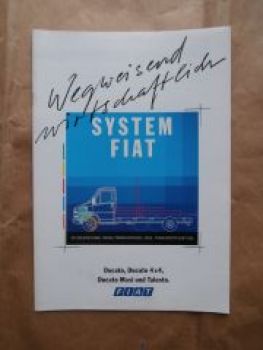 Wegweisend
wirtschaftlich
SYSTEM
FIAT
Ducato, Ducato 4x4,
Ducato Maxi und Talento.
FIAT